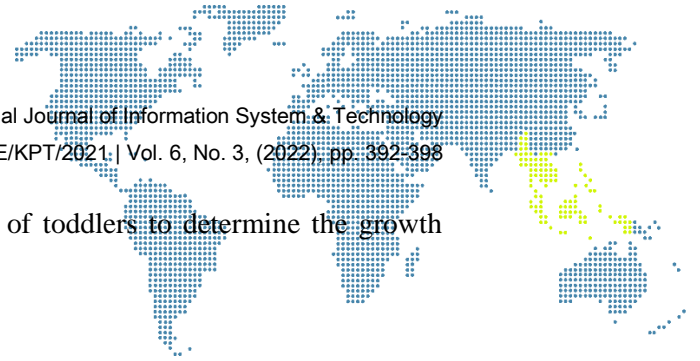 al Journal of Information System & Technology
E/KPT/2021 | Vol. 6, No. 3, (2022), pp. 392-398
of toddlers to determine the growth